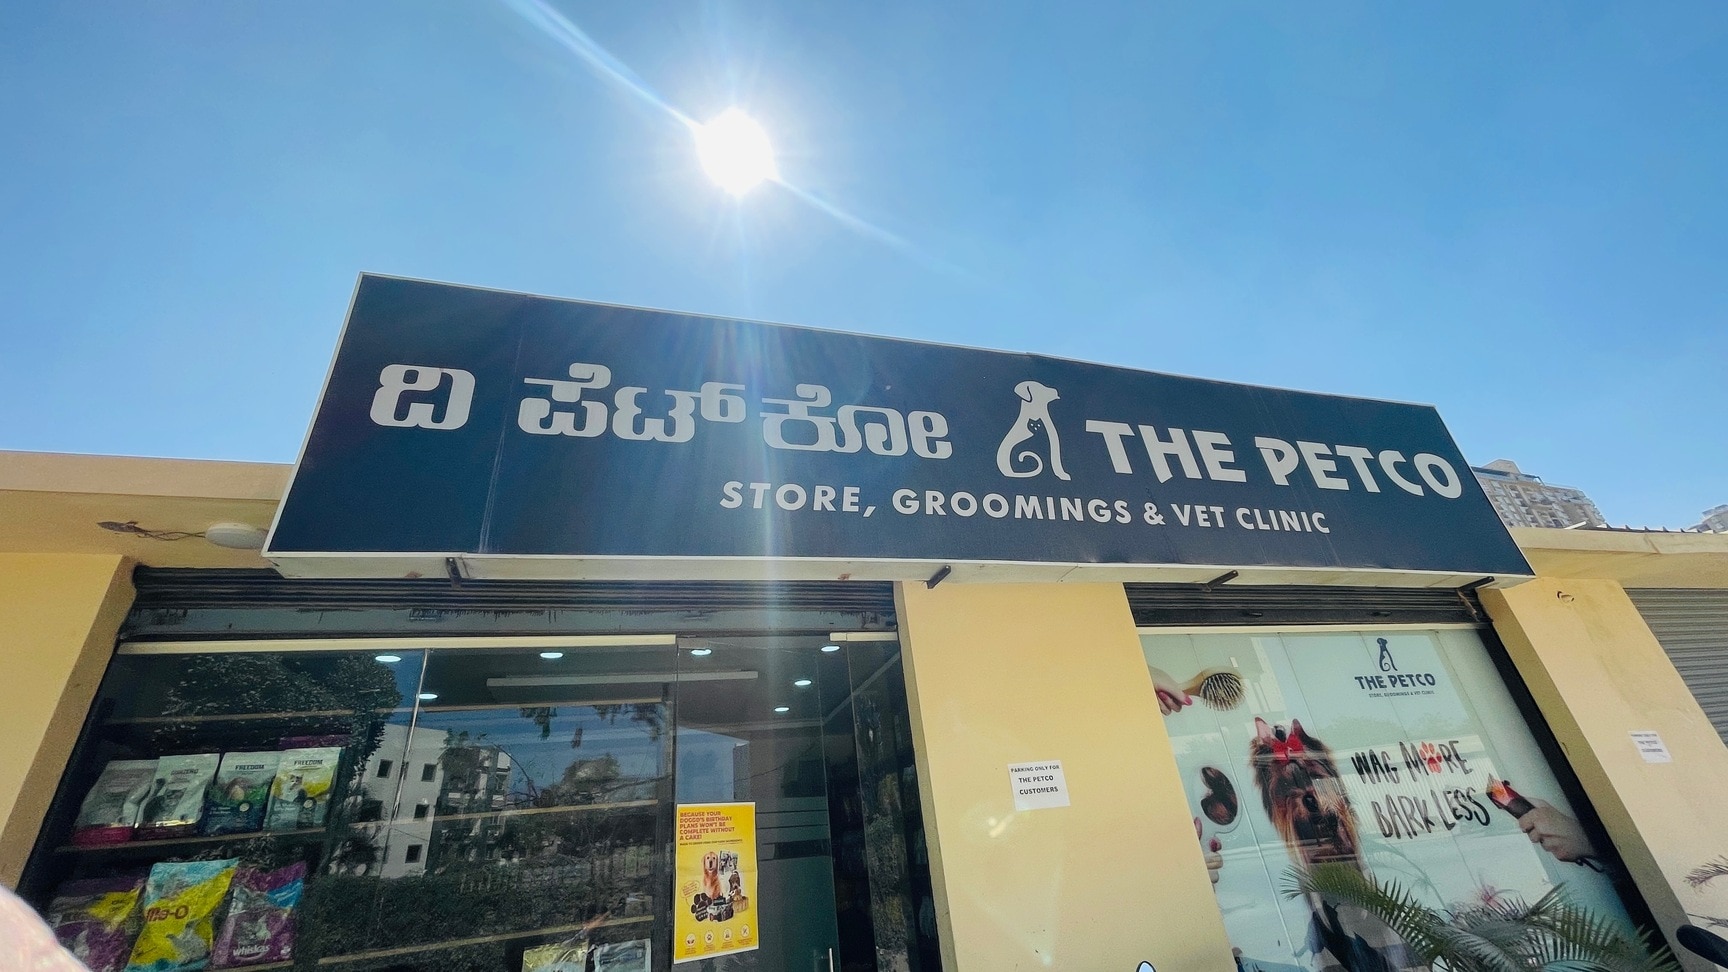 ದಿ ಪೆಟ್‌ಕೋ THE PETCO
STORE, GROOMINGS & VET CLINIC
THE PETCO
STORE, GROOMINGS & VET CLINIC
WAG MORE
BARK LESS
PARKING ONLY FOR
THE PETCO
CUSTOMERS
BECAUSE YOUR
DOGGO'S BIRTHDAY
PLANS WON'T BE
COMPLETE WITHOUT
A CAKE!
FREEDOM
FREEDOM
Me-O
whiskas